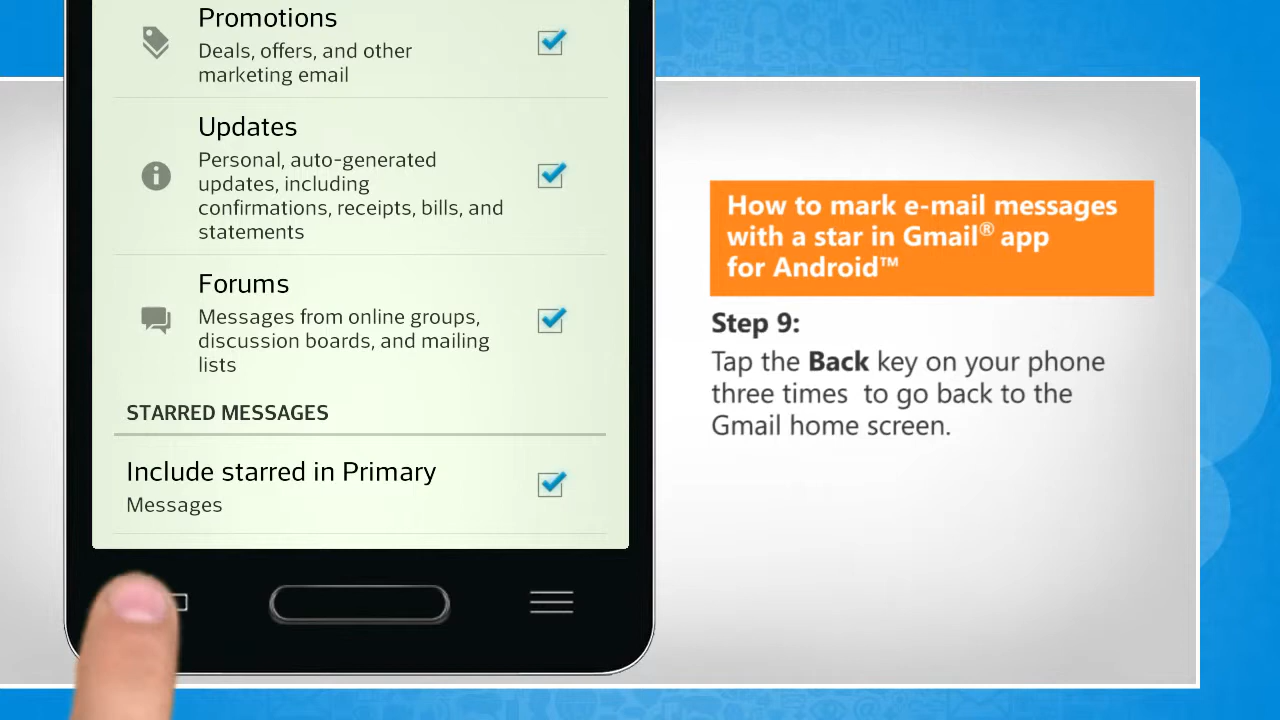 Promotions
Deals, offers, and other
marketing email
Updates
Personal, auto-generated
updates, including
confirmations, receipts, bills, and
statements
Forums
Messages from online groups,
discussion boards, and mailing
lists
STARRED MESSAGES
Include starred in Primary
Messages
How to mark e-mail messages
with a star in Gmail® app
for Android™
Step 9:
Tap the Back key on your phone
three times to go back to the
Gmail home screen.